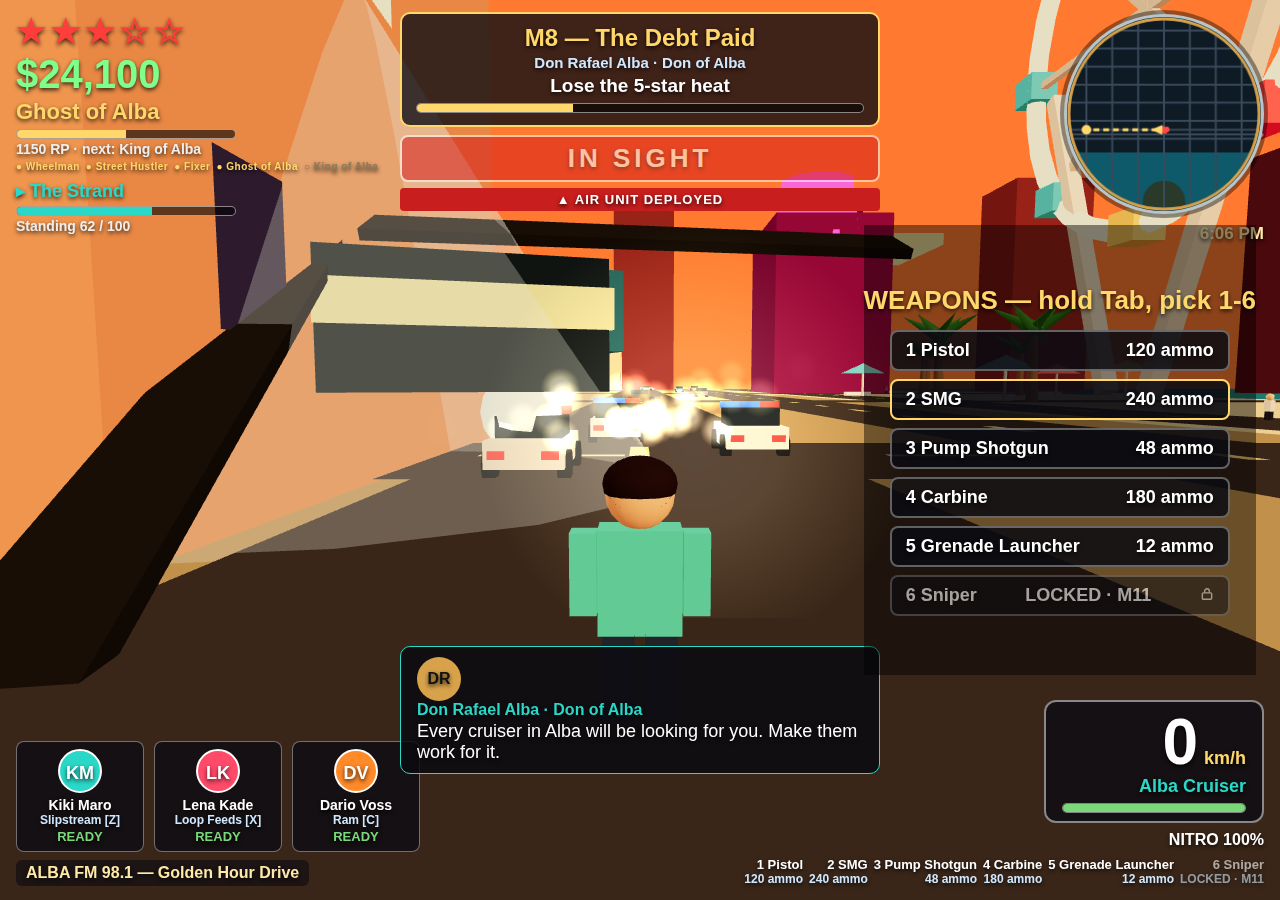 $24,100
Ghost of Alba
1150 RP · next: King of Alba
● Wheelman ● Street Hustler ● Fixer ● Ghost of Alba ○ King of Alba
▸ The Strand
Standing 62 / 100
M8 — The Debt Paid
Don Rafael Alba · Don of Alba
Lose the 5-star heat
IN SIGHT
▲ AIR UNIT DEPLOYED
6:06 PM
WEAPONS — hold Tab, pick 1-6
1 Pistol 120 ammo
2 SMG 240 ammo
3 Pump Shotgun 48 ammo
4 Carbine 180 ammo
5 Grenade Launcher 12 ammo
6 Sniper LOCKED · M11
DR
Don Rafael Alba · Don of Alba
Every cruiser in Alba will be looking for you. Make them
work for it.
KM
Kiki Maro
Slipstream [Z]
READY
LK
Lena Kade
Loop Feeds [X]
READY
DV
Dario Voss
Ram [C]
READY
ALBA FM 98.1 — Golden Hour Drive
0 km/h
Alba Cruiser
NITRO 100%
1 Pistol 2 SMG 3 Pump Shotgun 4 Carbine 5 Grenade Launcher 6 Sniper
120 ammo 240 ammo 48 ammo 180 ammo 12 ammo LOCKED · M11